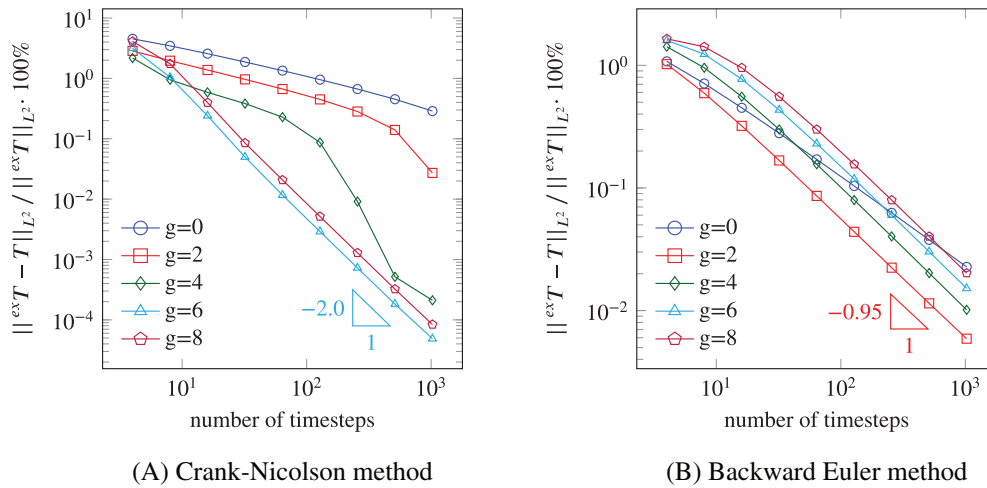 10^1
10^0
10^−1
10^−2
10^−3
10^−4
|| ^{ex}T − T||_{L^2} / || ^{ex}T||_{L^2} · 100%
g=0
g=2
g=4
g=6
g=8
−2.0
1
10^1
10^2
10^3
number of timesteps
(A) Crank-Nicolson method
10^0
10^−1
10^−2
|| ^{ex}T − T||_{L^2} / || ^{ex}T||_{L^2} · 100%
g=0
g=2
g=4
g=6
g=8
−0.95
1
10^1
10^2
10^3
number of timesteps
(B) Backward Euler method